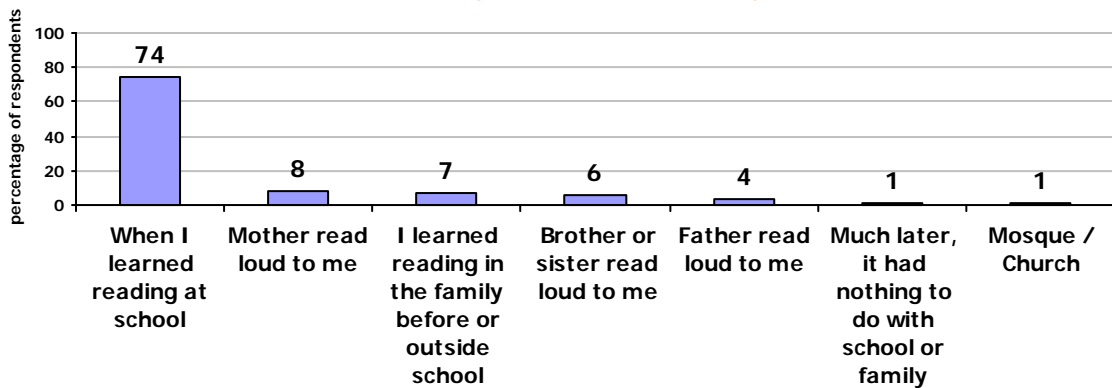 percentage of respondents
100
80
60
40
20
0
74
8
7
6
4
1
1
When I
learned
reading at
school
Mother read
loud to me
I learned
reading in
the family
before or
outside
school
Brother or
sister read
loud to me
Father read
loud to me
Much later,
it had
nothing to
do with
school or
family
Mosque /
Church